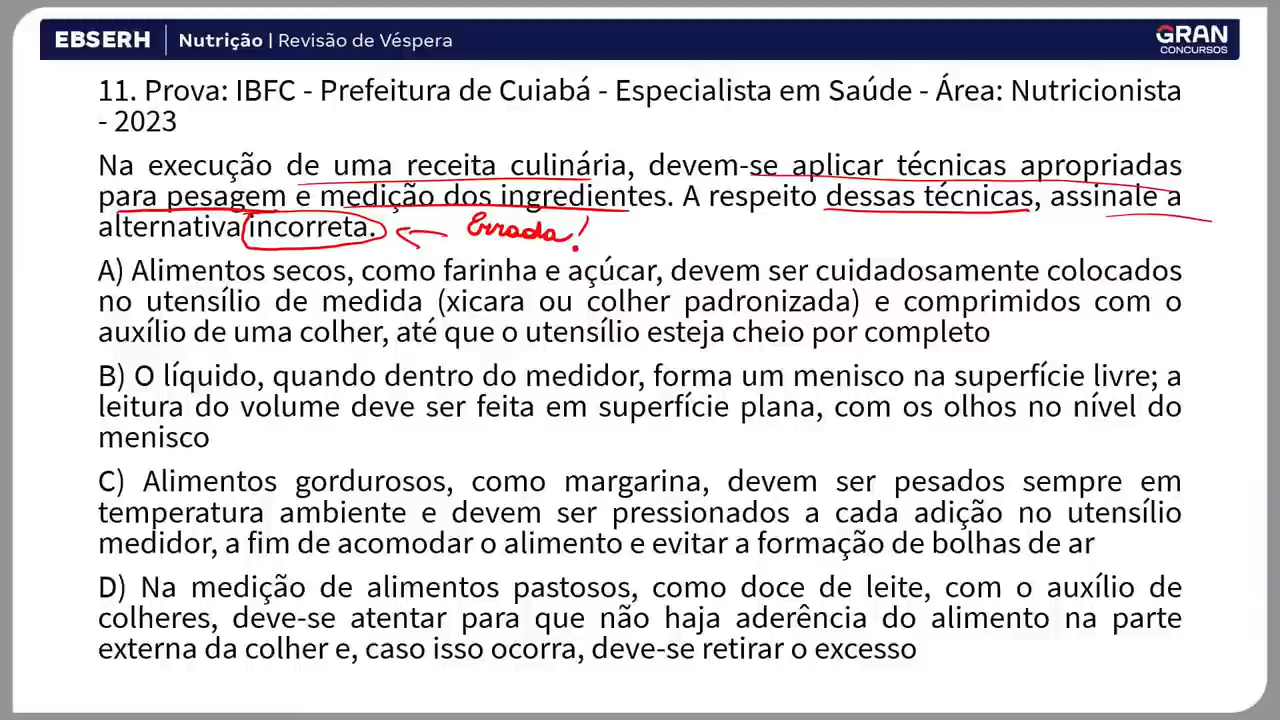 EBSERH | Nutrição | Revisão de Véspera
GRAN
CONCURSOS
11. Prova: IBFC - Prefeitura de Cuiabá - Especialista em Saúde - Área: Nutricionista
- 2023
Na execução de uma receita culinária, devem-se aplicar técnicas apropriadas
para pesagem e medição dos ingredientes. A respeito dessas técnicas, assinale a
alternativa incorreta.
Errada!
A) Alimentos secos, como farinha e açúcar, devem ser cuidadosamente colocados
no utensílio de medida (xicara ou colher padronizada) e comprimidos com o
auxílio de uma colher, até que o utensílio esteja cheio por completo
B) O líquido, quando dentro do medidor, forma um menisco na superfície livre; a
leitura do volume deve ser feita em superfície plana, com os olhos no nível do
menisco
C) Alimentos gordurosos, como margarina, devem ser pesados sempre em
temperatura ambiente e devem ser pressionados a cada adição no utensílio
medidor, a fim de acomodar o alimento e evitar a formação de bolhas de ar
D) Na medição de alimentos pastosos, como doce de leite, com o auxílio de
colheres, deve-se atentar para que não haja aderência do alimento na parte
externa da colher e, caso isso ocorra, deve-se retirar o excesso